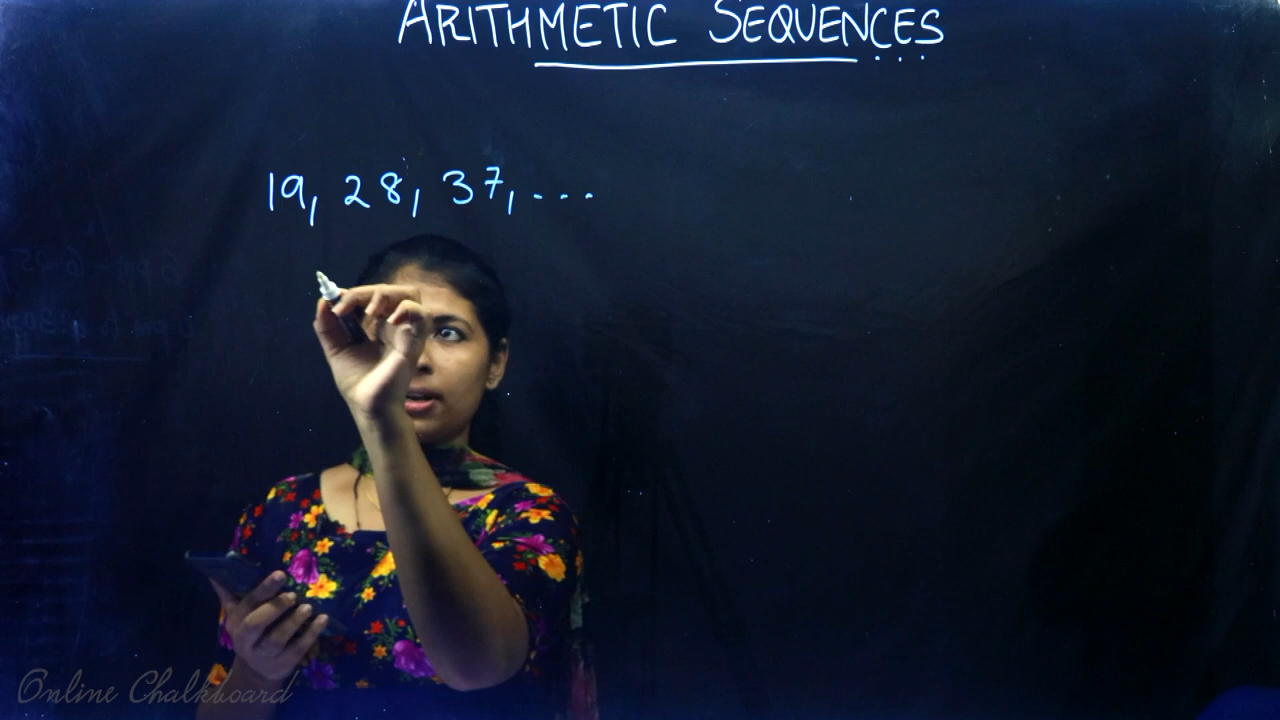 ARITHMETIC SEQUENCES...
19, 28, 37, ...
Online Chalkboard